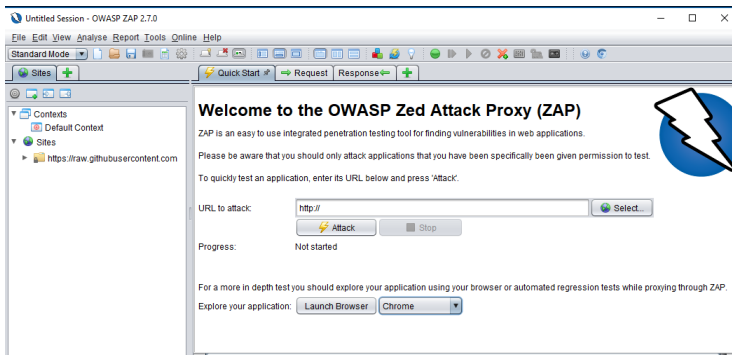 Untitled Session - OWASP ZAP 2.7.0
File Edit View Analyse Report Tools Online Help
Standard Mode
Sites
Quick Start Request Response
Contexts
Default Context
Sites
https://raw.githubusercontent.com
Welcome to the OWASP Zed Attack Proxy (ZAP)
ZAP is an easy to use integrated penetration testing tool for finding vulnerabilities in web applications.
Please be aware that you should only attack applications that you have been specifically been given permission to test.
To quickly test an application, enter its URL below and press 'Attack'.
URL to attack: http:// Select...
Attack Stop
Progress: Not started
For a more in depth test you should explore your application using your browser or automated regression tests while proxying through ZAP.
Explore your application: Launch Browser Chrome